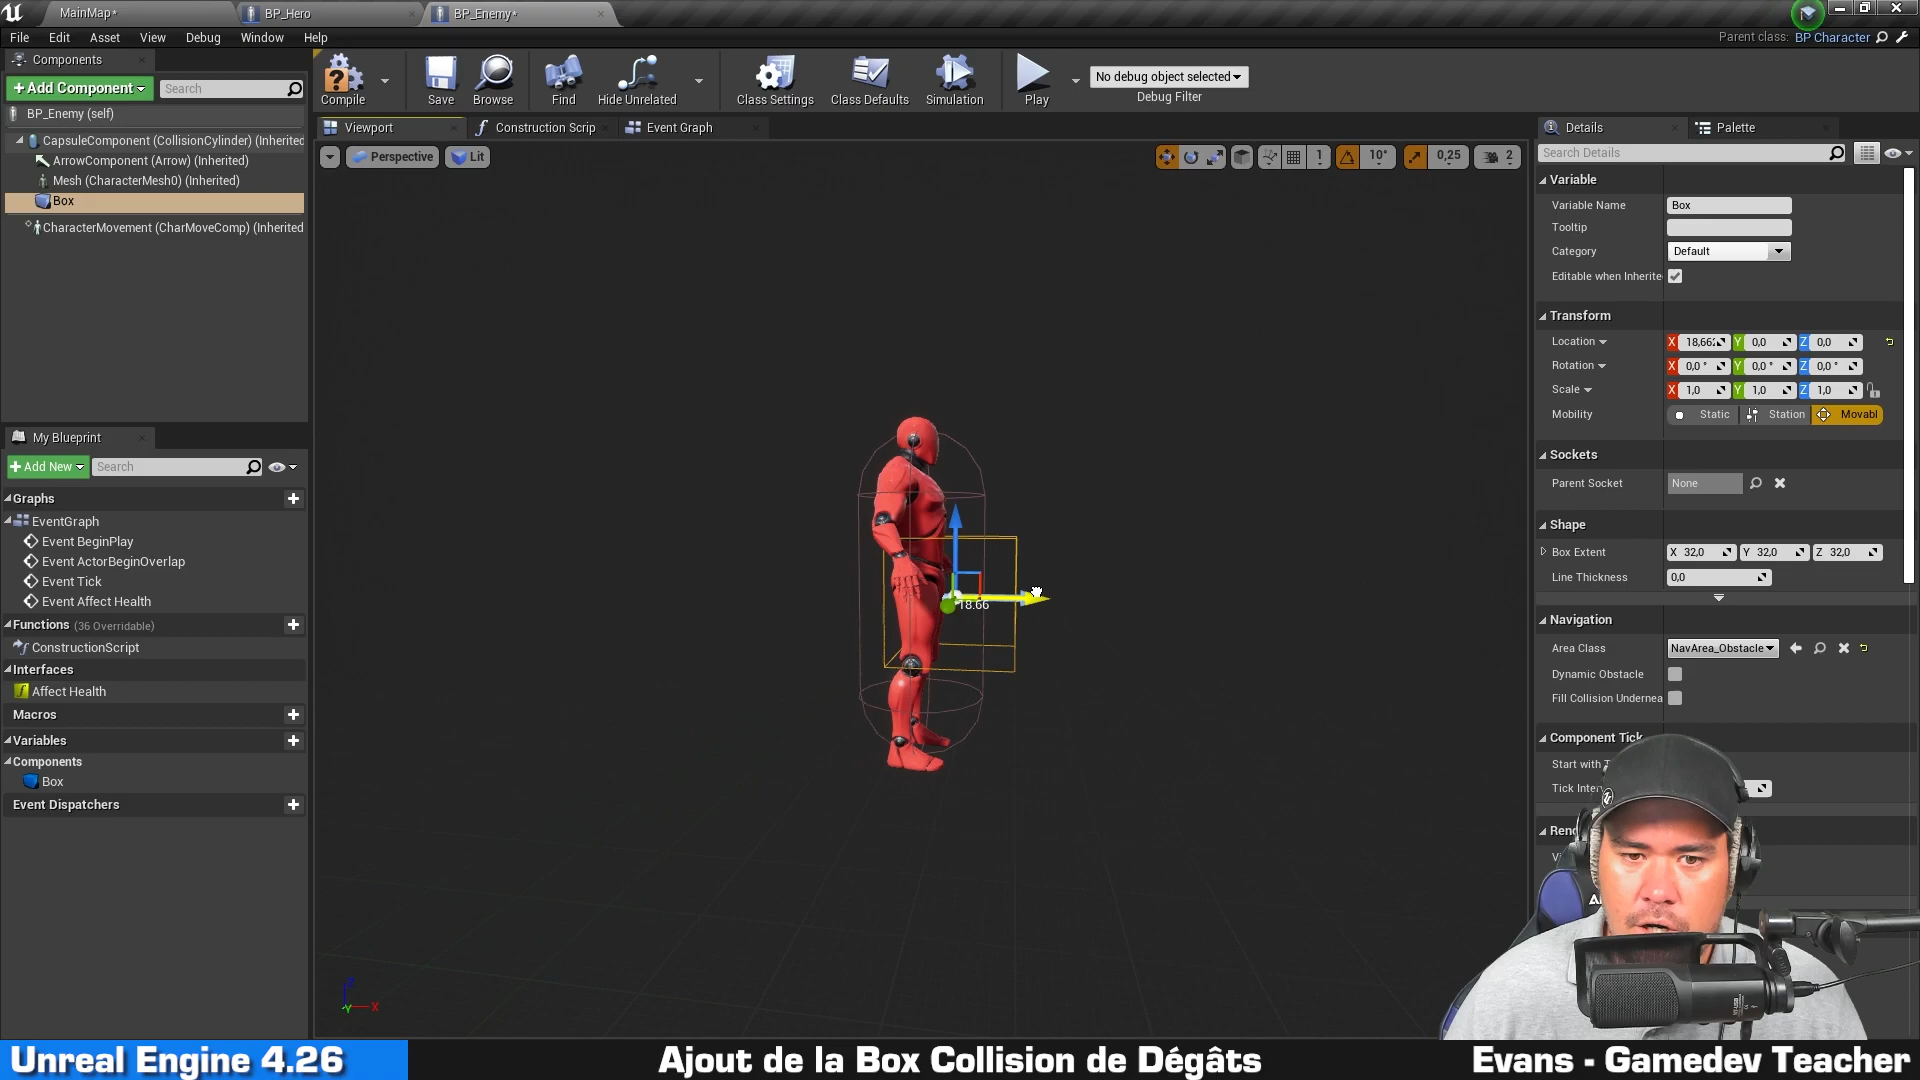 MainMap*
BP_Hero
BP_Enemy*
File Edit Asset View Debug Window Help
Parent class: BP Character
Components
+Add Component
Search
BP_Enemy (self)
CapsuleComponent (CollisionCylinder) (Inherited
ArrowComponent (Arrow) (Inherited)
Mesh (CharacterMesh0) (Inherited)
Box
CharacterMovement (CharMoveComp) (Inherited
Compile
Save
Browse
Find
Hide Unrelated
Class Settings
Class Defaults
Simulation
Play
No debug object selected
Debug Filter
Viewport
Construction Scrip
Event Graph
Perspective
Lit
1
10°
0,25
2
18.66
Z
Y
X
My Blueprint
+Add New
Search
Graphs
EventGraph
Event BeginPlay
Event ActorBeginOverlap
Event Tick
Event Affect Health
Functions (36 Overridable)
ConstructionScript
Interfaces
Affect Health
Macros
Variables
Components
Box
Event Dispatchers
Details
Palette
Search Details
Variable
Variable Name Box
Tooltip
Category Default
Editable when Inherite
Transform
Location X 18,66 Y 0,0 Z 0,0
Rotation X 0,0 ° Y 0,0 ° Z 0,0 °
Scale X 1,0 Y 1,0 Z 1,0
Mobility Static Station Movabl
Sockets
Parent Socket None
Shape
Box Extent X 32,0 Y 32,0 Z 32,0
Line Thickness 0,0
Navigation
Area Class NavArea_Obstacle
Dynamic Obstacle
Fill Collision Undernea
Component Tick
Start with T
Tick Inter
Rend
Unreal Engine 4.26
Ajout de la Box Collision de Dégâts
Evans - Gamedev Teacher